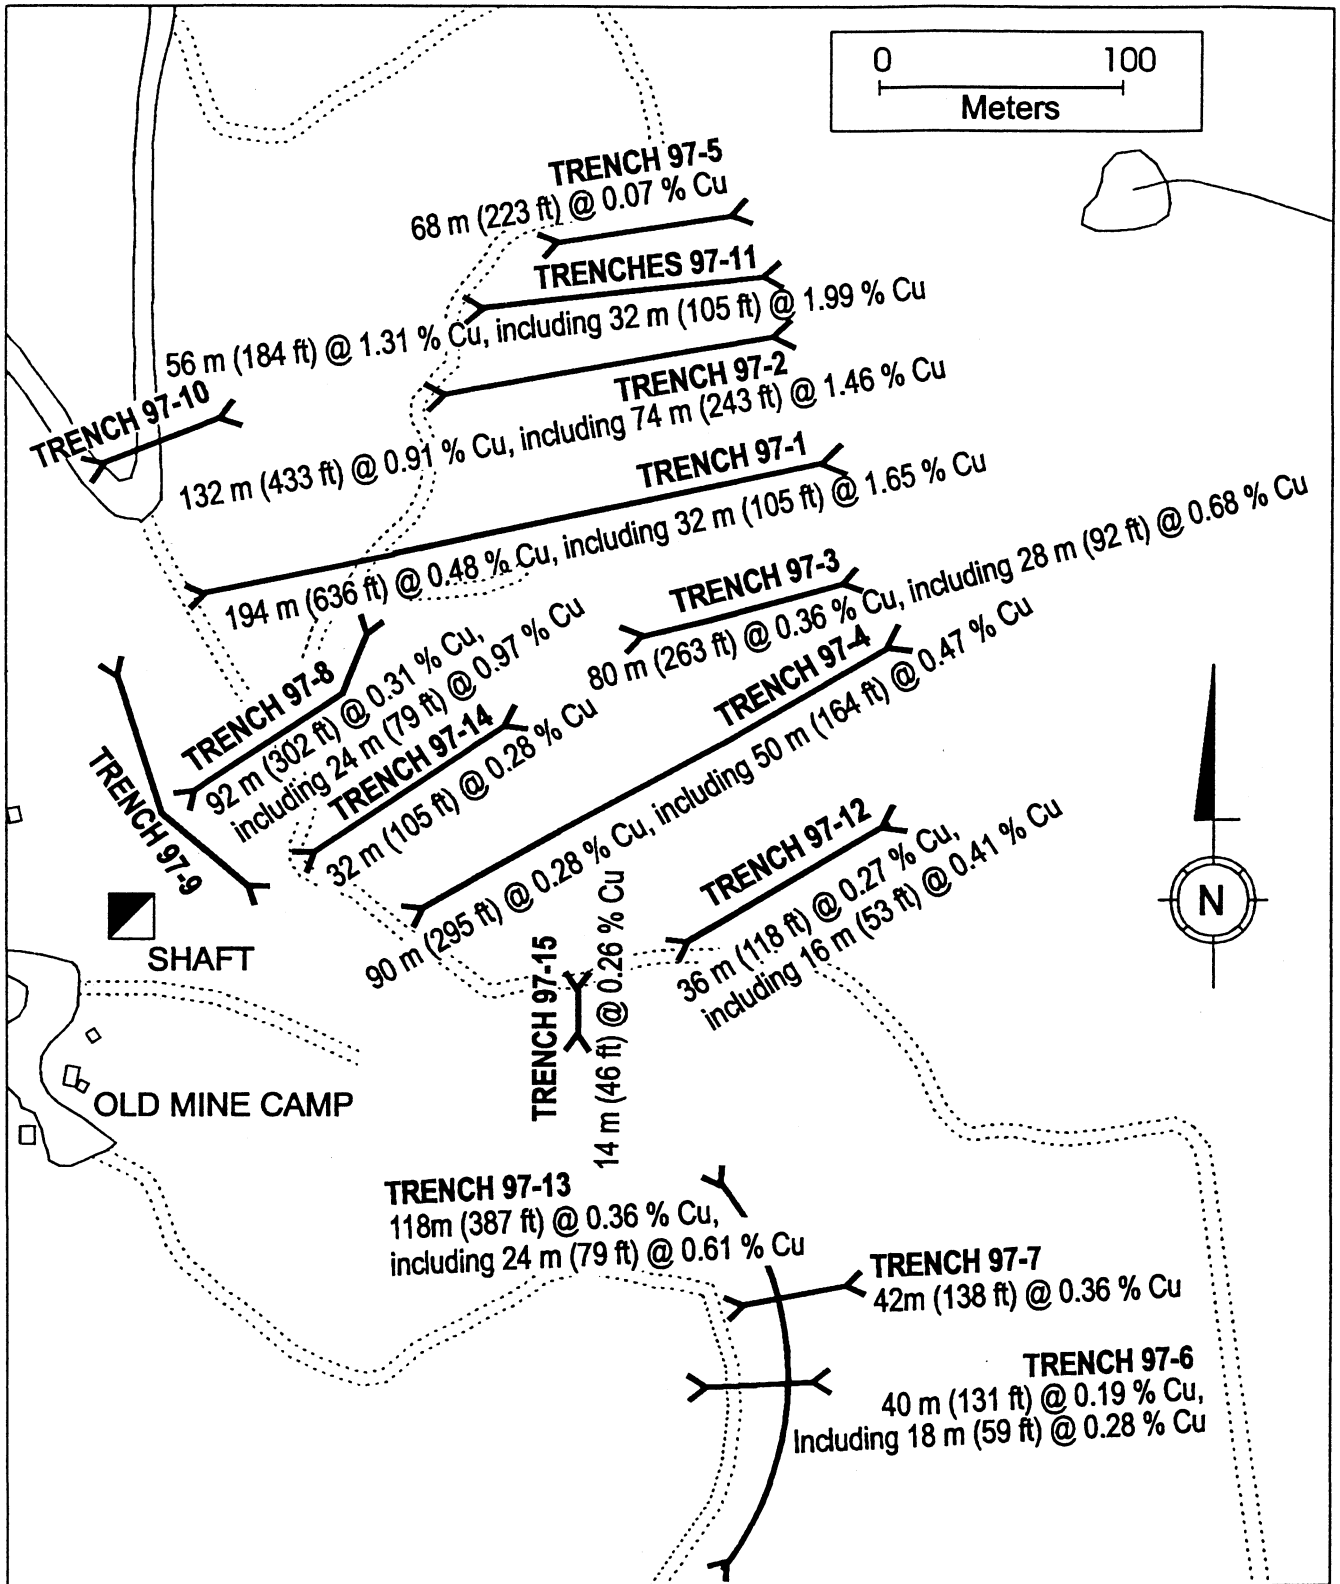 0 100
Meters
TRENCH 97-5
68 m (223 ft) @ 0.07 % Cu
TRENCHES 97-11
56 m (184 ft) @ 1.31 % Cu, including 32 m (105 ft) @ 1.99 % Cu
TRENCH 97-2
132 m (433 ft) @ 0.91 % Cu, including 74 m (243 ft) @ 1.46 % Cu
TRENCH 97-10
TRENCH 97-1
194 m (636 ft) @ 0.48 % Cu, including 32 m (105 ft) @ 1.65 % Cu
TRENCH 97-3
80 m (263 ft) @ 0.36 % Cu, including 28 m (92 ft) @ 0.68 % Cu
TRENCH 97-8
92 m (302 ft) @ 0.31 % Cu,
including 24 m (79 ft) @ 0.97 % Cu
TRENCH 97-14
32 m (105 ft) @ 0.28 % Cu
TRENCH 97-4
90 m (295 ft) @ 0.28 % Cu, including 50 m (164 ft) @ 0.47 % Cu
TRENCH 97-9
TRENCH 97-12
36 m (118 ft) @ 0.27 % Cu,
including 16 m (53 ft) @ 0.41 % Cu
N
SHAFT
TRENCH 97-15
14 m (46 ft) @ 0.26 % Cu
OLD MINE CAMP
TRENCH 97-13
118m (387 ft) @ 0.36 % Cu,
including 24 m (79 ft) @ 0.61 % Cu
TRENCH 97-7
42m (138 ft) @ 0.36 % Cu
TRENCH 97-6
40 m (131 ft) @ 0.19 % Cu,
Including 18 m (59 ft) @ 0.28 % Cu